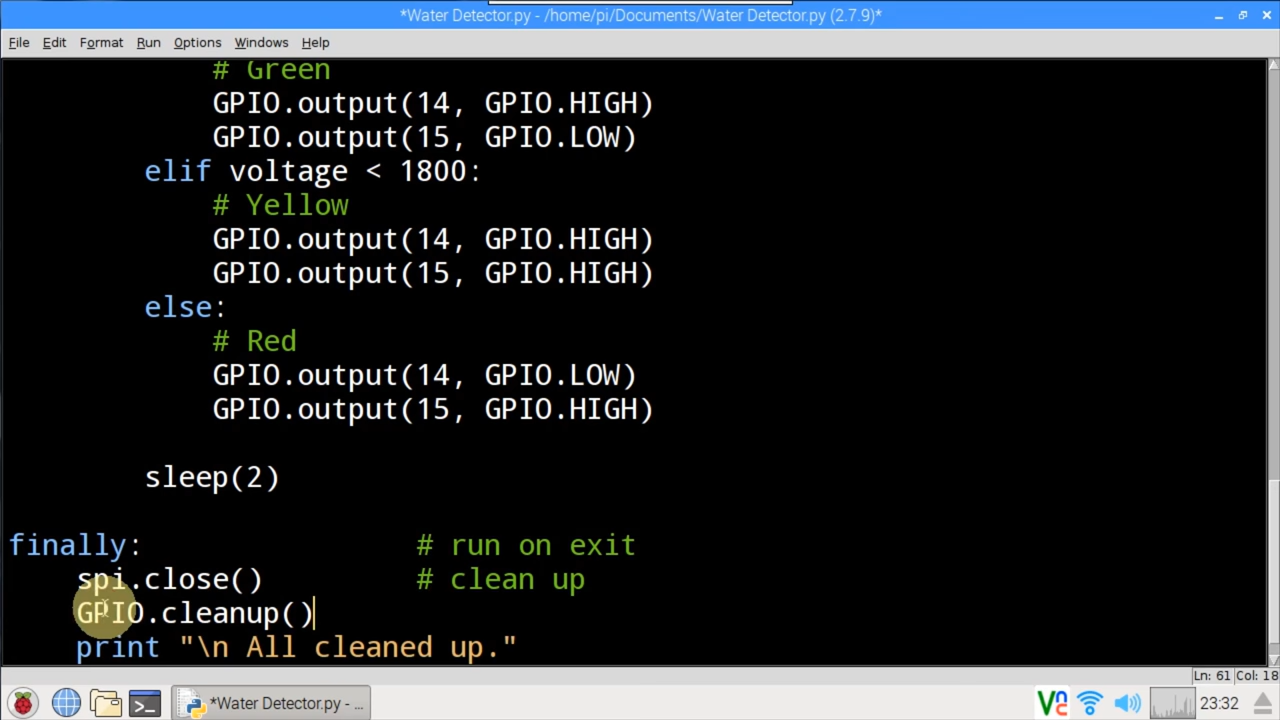 *Water Detector.py - /home/pi/Documents/Water Detector.py (2.7.9)*
File Edit Format Run Options Windows Help
# Green
GPIO.output(14, GPIO.HIGH)
GPIO.output(15, GPIO.LOW)
elif voltage < 1800:
# Yellow
GPIO.output(14, GPIO.HIGH)
GPIO.output(15, GPIO.HIGH)
else:
# Red
GPIO.output(14, GPIO.LOW)
GPIO.output(15, GPIO.HIGH)
sleep(2)
finally: # run on exit
spi.close() # clean up
GPIO.cleanup()
print "\n All cleaned up."
Ln: 61 Col: 18
*Water Detector.py - ... 23:32